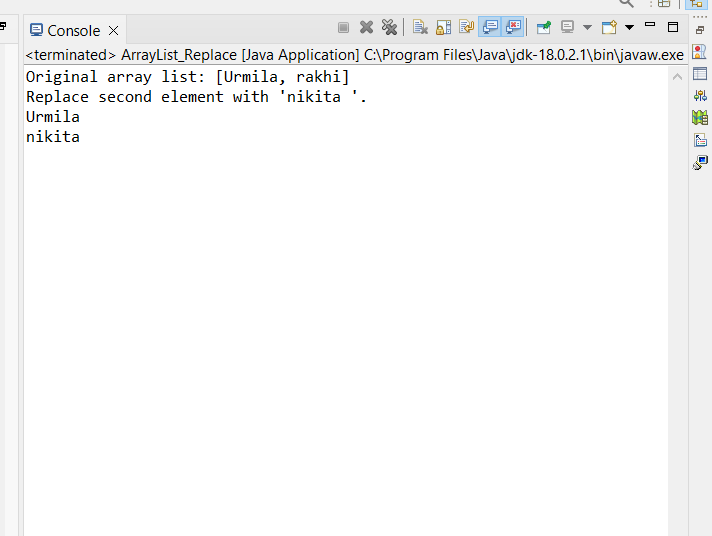 Console
<terminated> ArrayList_Replace [Java Application] C:\Program Files\Java\jdk-18.0.2.1\bin\javaw.exe
Original array list: [Urmila, rakhi]
Replace second element with 'nikita '.
Urmila
nikita